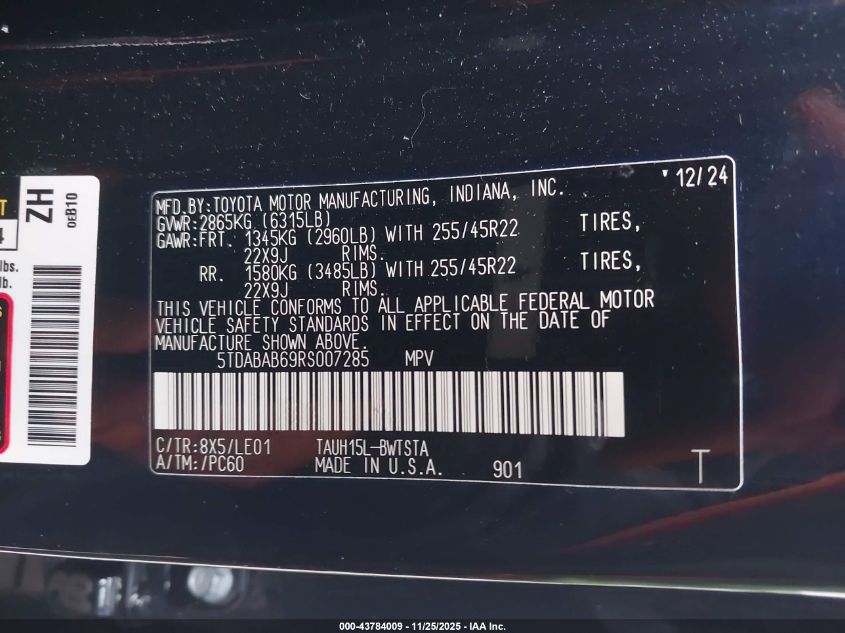 T
4
lbs.
lb.
ZH
0EB10
12/24
MFD.BY:TOYOTA MOTOR MANUFACTURING, INDIANA, INC.
GVWR:2865KG (6315LB)
GAWR:FRT. 1345KG (2960LB) WITH 255/45R22 TIRES,
22X9J RIMS.
RR. 1580KG (3485LB) WITH 255/45R22 TIRES,
22X9J RIMS.
THIS VEHICLE CONFORMS TO ALL APPLICABLE FEDERAL MOTOR
VEHICLE SAFETY STANDARDS IN EFFECT ON THE DATE OF
MANUFACTURE SHOWN ABOVE.
5TDABAB69RS007285 MPV
C/TR:8X5/LE01 TAUH15L-BWTSTA
A/TM:/PC60 MADE IN U.S.A. 901 T
000-43784009 - 11/25/2025 - IAA Inc.